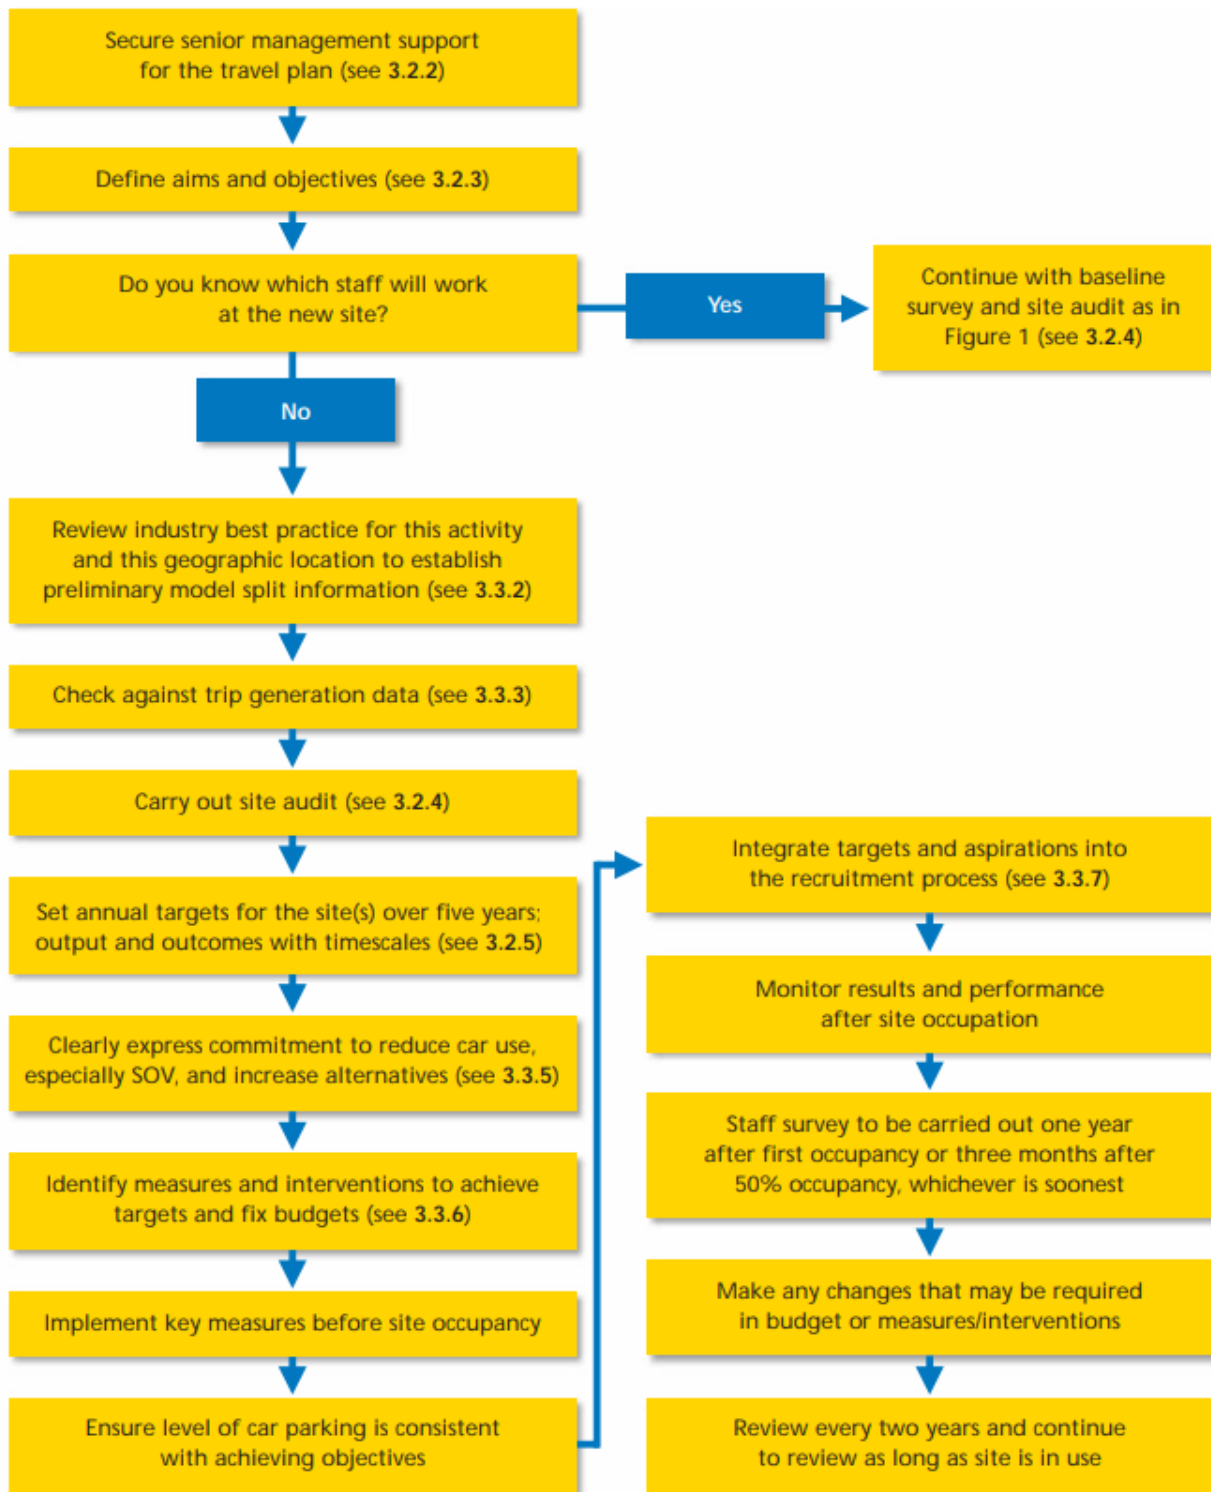 Secure senior management support
for the travel plan (see 3.2.2)
Define aims and objectives (see 3.2.3)
Do you know which staff will work
at the new site?
Yes
Continue with baseline
survey and site audit as in
Figure 1 (see 3.2.4)
No
Review industry best practice for this activity
and this geographic location to establish
preliminary model split information (see 3.3.2)
Check against trip generation data (see 3.3.3)
Carry out site audit (see 3.2.4)
Set annual targets for the site(s) over five years;
output and outcomes with timescales (see 3.2.5)
Clearly express commitment to reduce car use,
especially SOV, and increase alternatives (see 3.3.5)
Identify measures and interventions to achieve
targets and fix budgets (see 3.3.6)
Implement key measures before site occupancy
Ensure level of car parking is consistent
with achieving objectives
Integrate targets and aspirations into
the recruitment process (see 3.3.7)
Monitor results and performance
after site occupation
Staff survey to be carried out one year
after first occupancy or three months after
50% occupancy, whichever is soonest
Make any changes that may be required
in budget or measures/interventions
Review every two years and continue
to review as long as site is in use